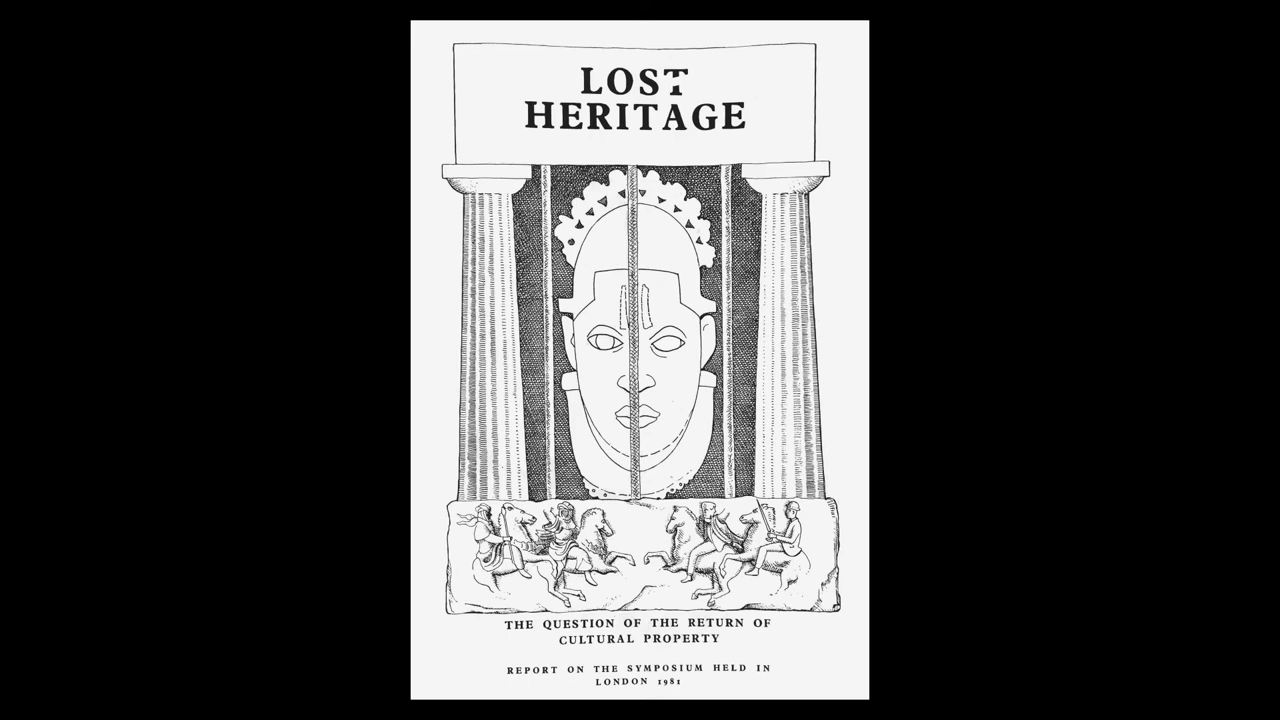 LOST
HERITAGE
THE QUESTION OF THE RETURN OF
CULTURAL PROPERTY
REPORT ON THE SYMPOSIUM HELD IN
LONDON 1981